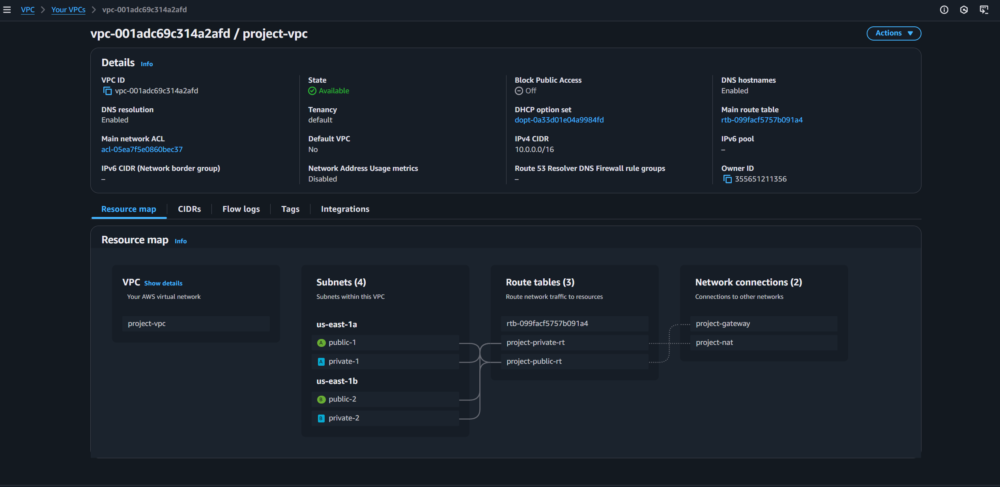 VPC
Your VPCs
vpc-001adc69c314a2afd
vpc-001adc69c314a2afd / project-vpc
Actions
Details Info
VPC ID
vpc-001adc69c314a2afd
State
Available
Block Public Access
Off
DNS hostnames
Enabled
DNS resolution
Enabled
Tenancy
default
DHCP option set
dopt-0a33d01e04a9984fd
Main route table
rtb-099facf5757b091a4
Main network ACL
acl-05ea7f5e0860bec37
Default VPC
No
IPv4 CIDR
10.0.0.0/16
IPv6 pool
–
IPv6 CIDR (Network border group)
–
Network Address Usage metrics
Disabled
Route 53 Resolver DNS Firewall rule groups
–
Owner ID
355651211356
Resource map
CIDRs
Flow logs
Tags
Integrations
Resource map Info
VPC Show details
Your AWS virtual network
project-vpc
Subnets (4)
Subnets within this VPC
us-east-1a
A public-1
A private-1
us-east-1b
B public-2
B private-2
Route tables (3)
Route network traffic to resources
rtb-099facf5757b091a4
project-private-rt
project-public-rt
Network connections (2)
Connections to other networks
project-gateway
project-nat